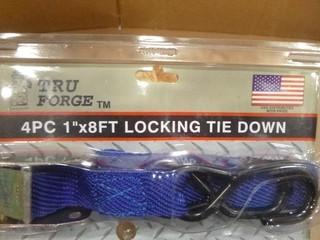 TRU
FORGE TM
4PC 1"x8FT LOCKING TIE DOWN